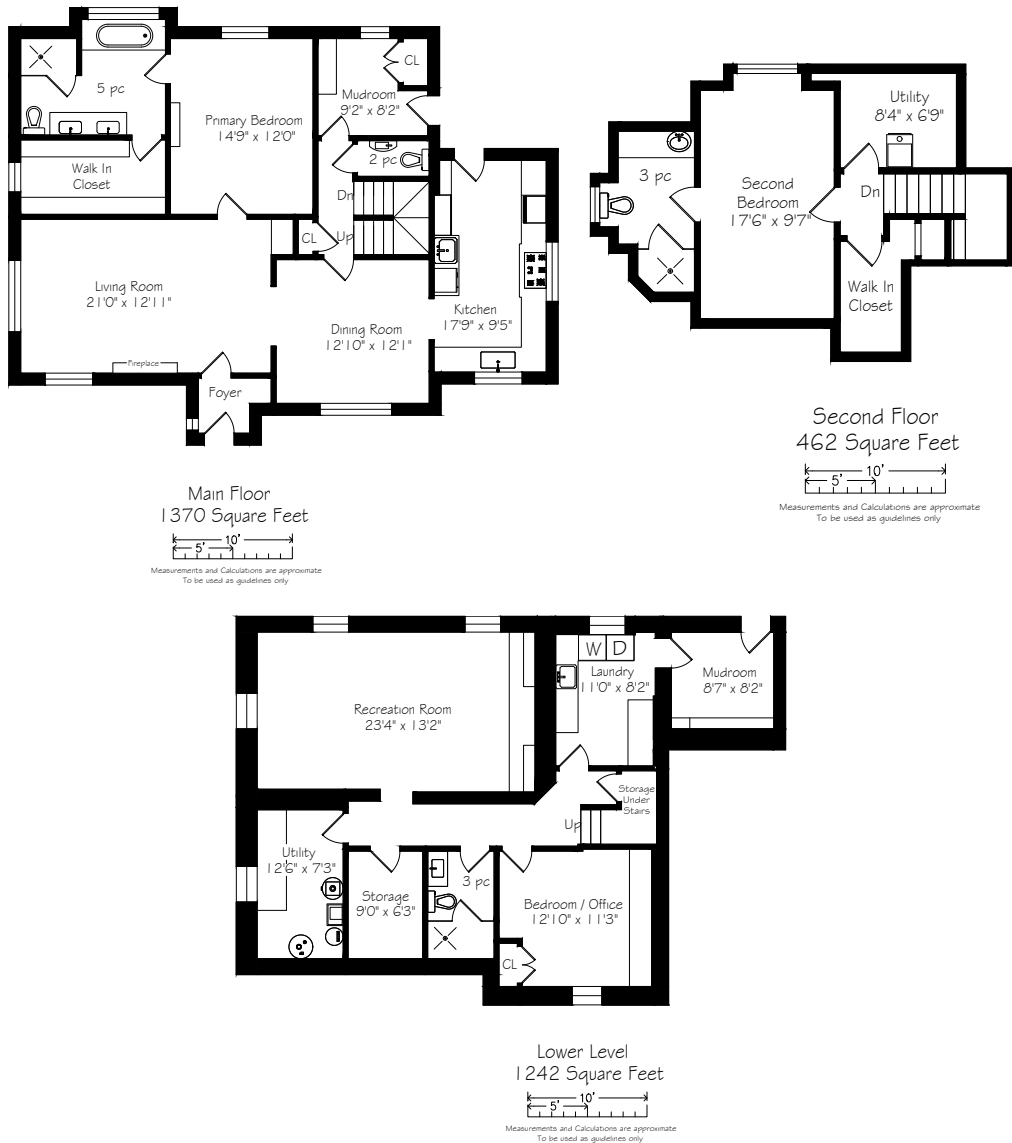 5 pc
Primary Bedroom
14'9" x 12'0"
Mudroom
9'2" x 8'2"
CL
2 pc
Walk In
Closet
Dn
CL
Up
Living Room
21'0" x 12'11"
Dining Room
12'10" x 12'1"
Kitchen
17'9" x 9'5"
Fireplace
Foyer
Main Floor
1370 Square Feet
10'
5'
Measurements and Calculations are approximate
To be used as guidelines only
Utility
8'4" x 6'9"
3 pc
Second
Bedroom
17'6" x 9'7"
Dn
Walk In
Closet
Second Floor
462 Square Feet
10'
5'
Measurements and Calculations are approximate
To be used as guidelines only
W D
Laundry
11'0" x 8'2"
Mudroom
8'7" x 8'2"
Recreation Room
23'4" x 13'2"
Storage
Under
Stairs
Up
Utility
12'6" x 7'3"
Storage
9'0" x 6'3"
3 pc
Bedroom / Office
12'10" x 11'3"
CL
Lower Level
1242 Square Feet
10'
5'
Measurements and Calculations are approximate
To be used as guidelines only